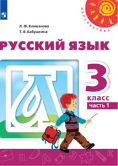 Л.Ф. Климанова
Т.В. Бабушкина
РУССКИЙ ЯЗЫК
3
класс
часть 1